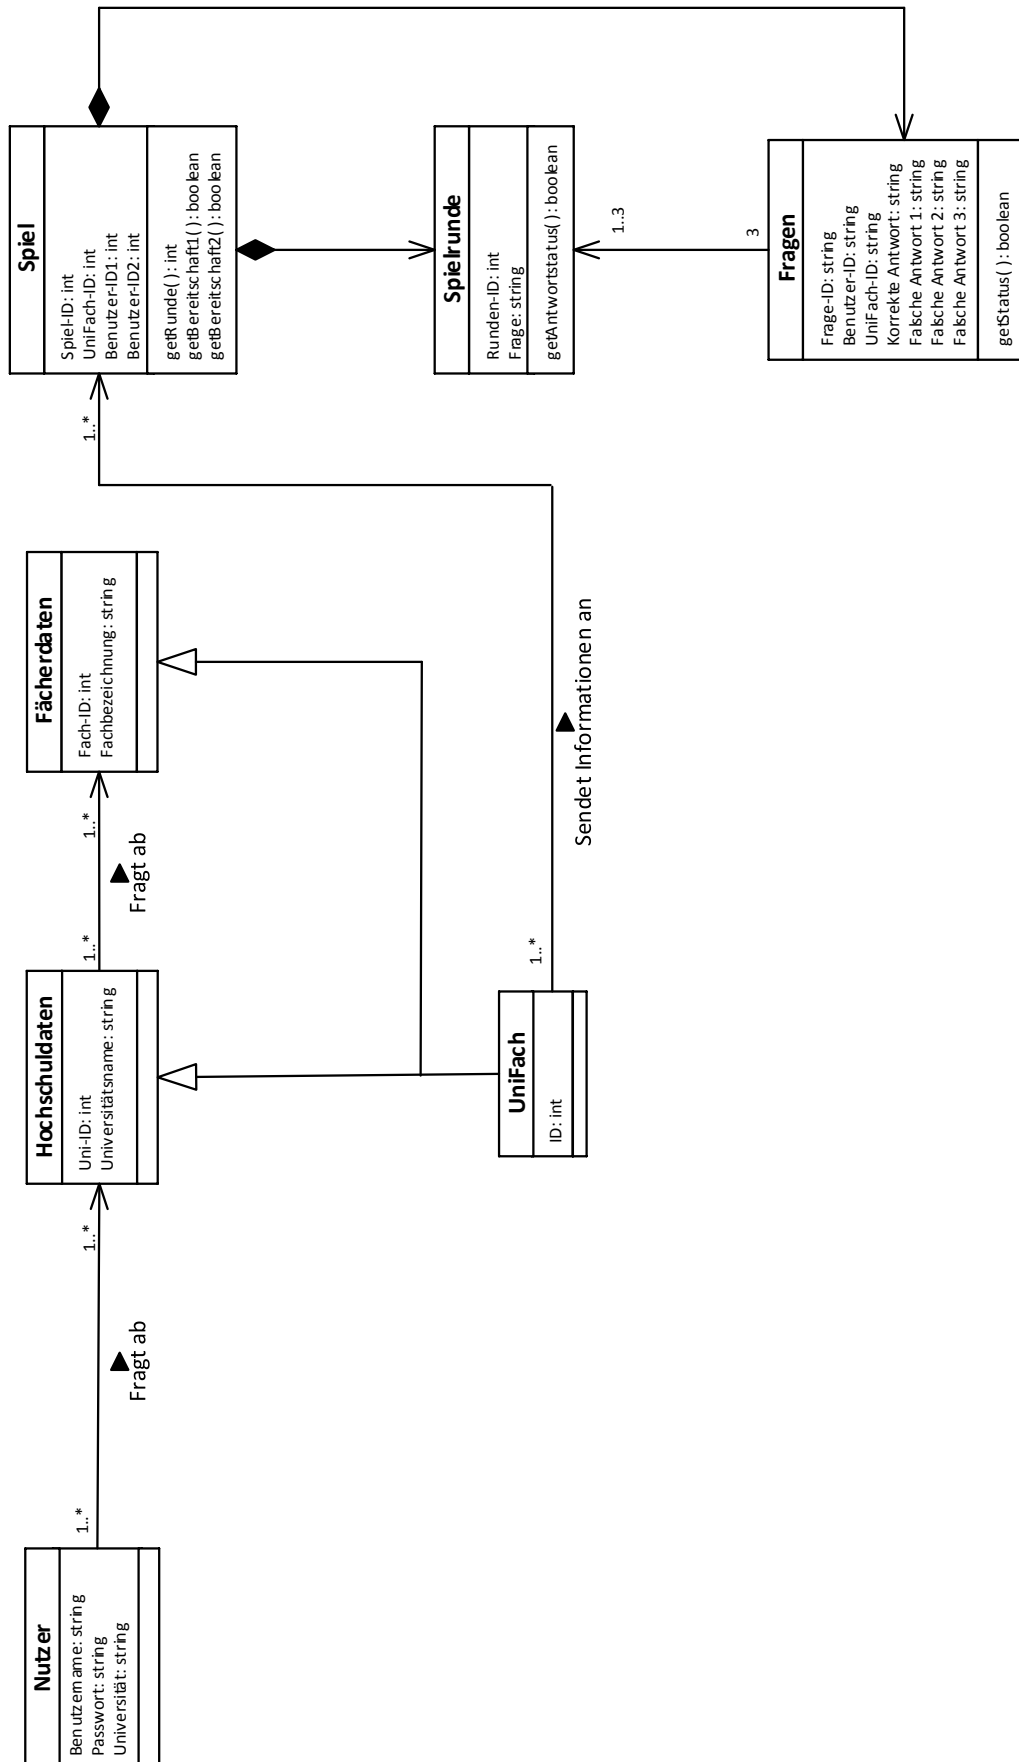 Nutzer
Benutzername: string
Passwort: string
Universität: string
1..*
Fragt ab
1..*
Hochschuldaten
Uni-ID: int
Universitätsname: string
1..*
Fragt ab
1..*
Fächerdaten
Fach-ID: int
Fachbezeichnung: string
UniFach
ID: int
1..*
Sendet Informationen an
1..*
Spiel
Spiel-ID: int
UniFach-ID: int
Benutzer-ID1: int
Benutzer-ID2: int
getRunde(): int
getBereitschaft1(): boolean
getBereitschaft2(): boolean
Spielrunde
Runden-ID: int
Frage: string
getAntwortstatus(): boolean
1..3
3
Fragen
Frage-ID: string
Benutzer-ID: string
UniFach-ID: string
Korrekte Antwort: string
Falsche Antwort 1: string
Falsche Antwort 2: string
Falsche Antwort 3: string
getStatus(): boolean